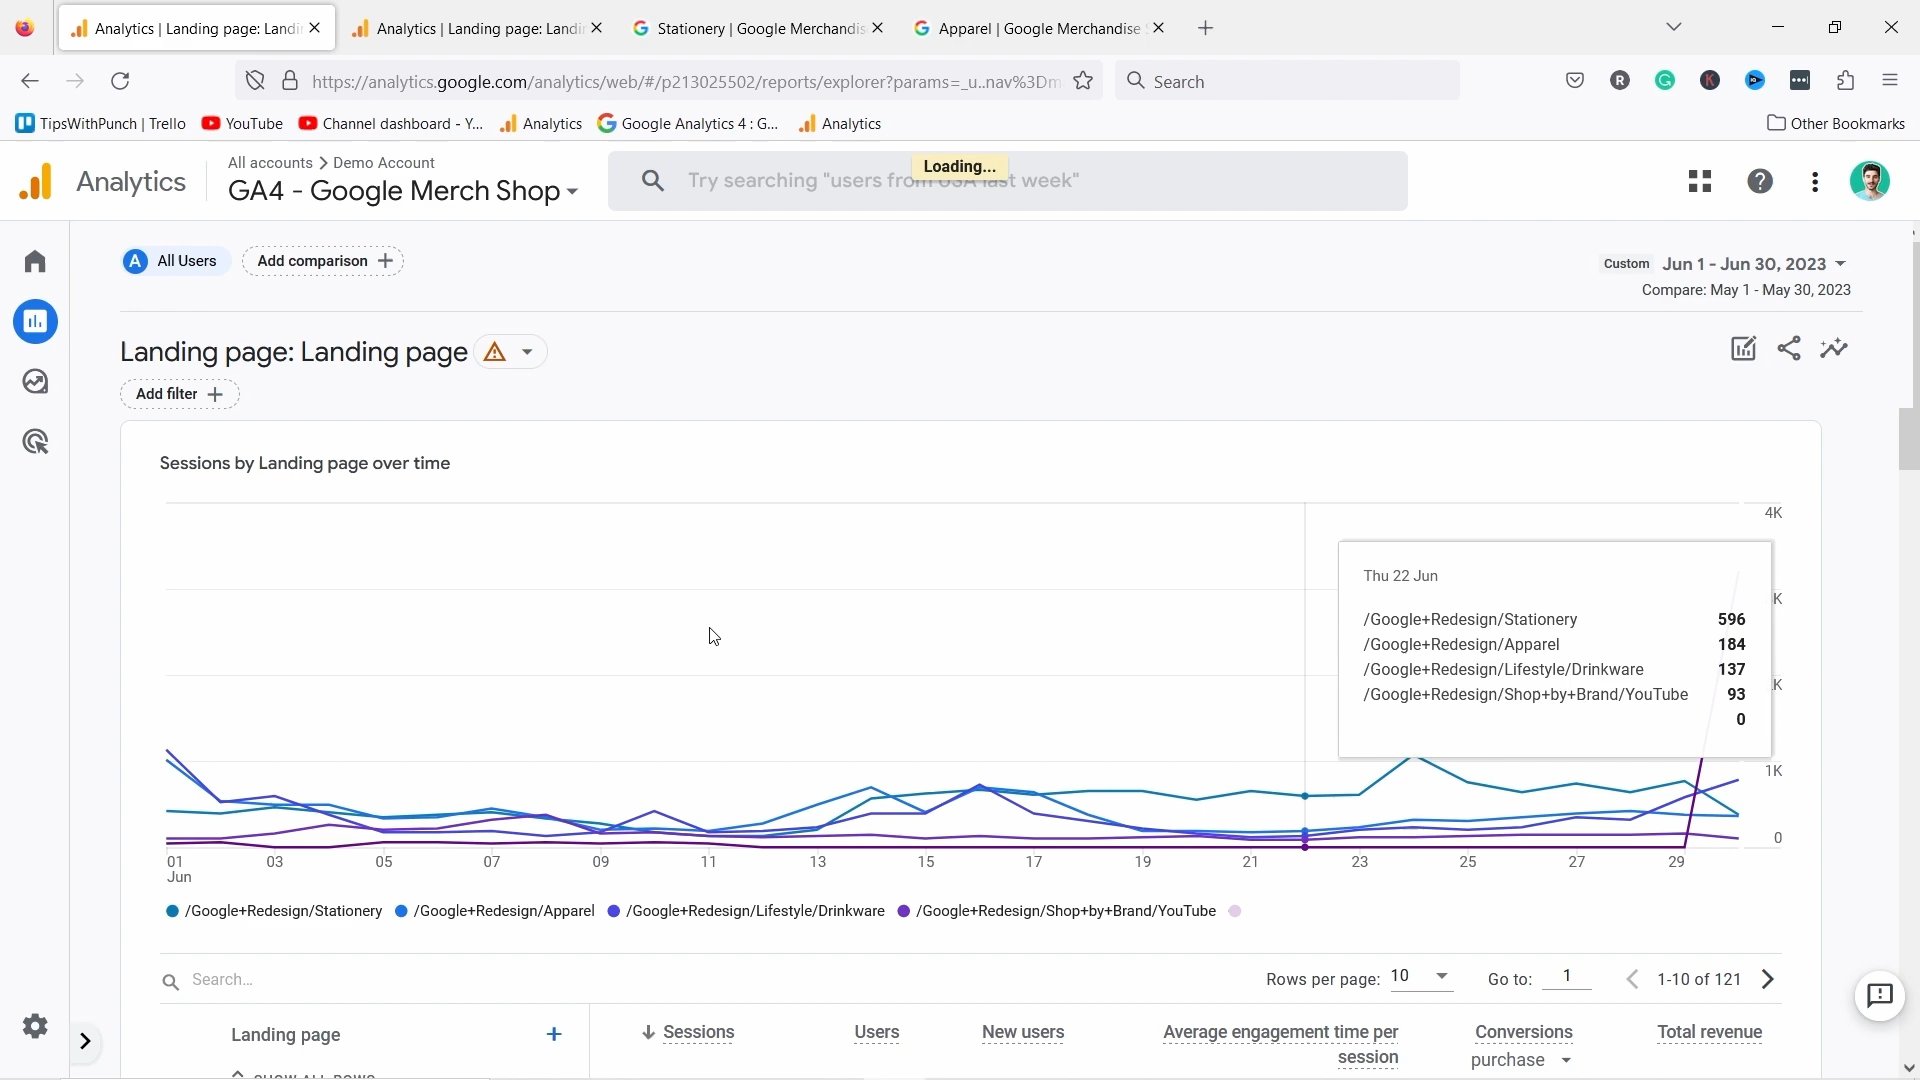 Analytics | Landing page: Landin
Analytics | Landing page: Landin
Stationery | Google Merchandis
Apparel | Google Merchandise S
https://analytics.google.com/analytics/web/#/p213025502/reports/explorer?params=_u..nav%3Dm
Search
TipsWithPunch | Trello
YouTube
Channel dashboard - Y...
Analytics
Google Analytics 4 : G...
Analytics
Other Bookmarks
Analytics
All accounts > Demo Account
GA4 - Google Merch Shop
Try searching "users from USA last week"
Loading...
A All Users
Add comparison +
Custom Jun 1 - Jun 30, 2023
Compare: May 1 - May 30, 2023
Landing page: Landing page
Add filter +
Sessions by Landing page over time
4K
K
K
1K
0
Thu 22 Jun
/Google+Redesign/Stationery 596
/Google+Redesign/Apparel 184
/Google+Redesign/Lifestyle/Drinkware 137
/Google+Redesign/Shop+by+Brand/YouTube 93
0
01 03 05 07 09 11 13 15 17 19 21 23 25 27 29
Jun
/Google+Redesign/Stationery /Google+Redesign/Apparel /Google+Redesign/Lifestyle/Drinkware /Google+Redesign/Shop+by+Brand/YouTube
Search...
Rows per page: 10 Go to: 1 1-10 of 121
Landing page + Sessions Users New users Average engagement time per session Conversions Total revenue
purchase
SHOW ALL ROWS